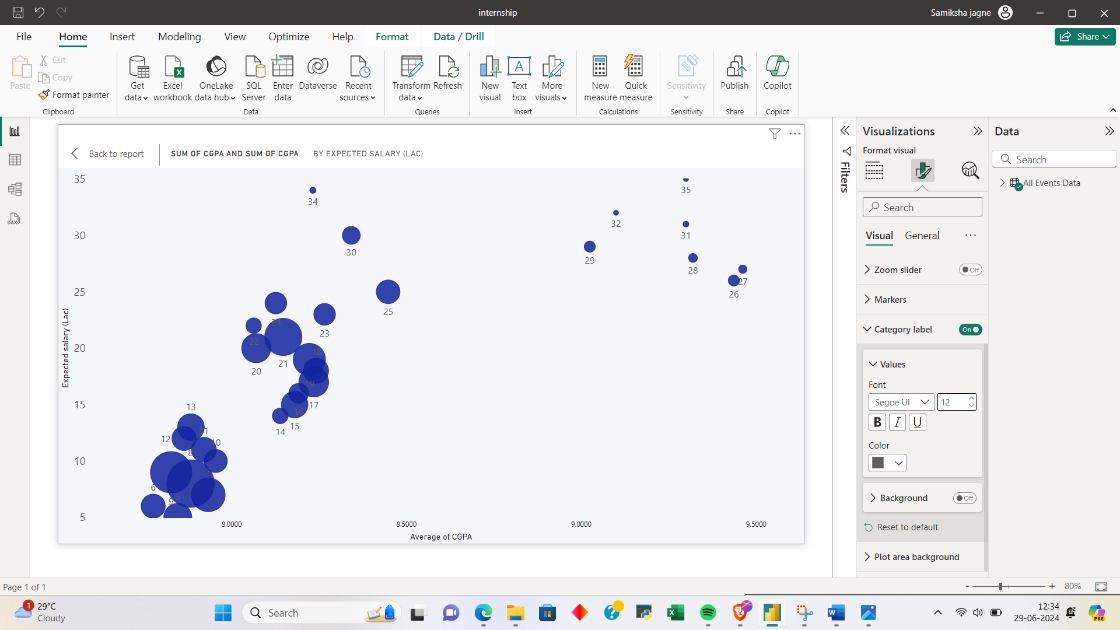 internship
Samiksha jagne
File Home Insert Modeling View Optimize Help Format Data / Drill
Share
Paste
Cut
Copy
Format painter
Clipboard
Get data
Excel workbook
OneLake data hub
SQL Server
Enter data
Dataverse
Recent sources
Data
Transform data
Refresh
Queries
New visual
Text box
More visuals
Insert
New measure
Quick measure
Calculations
Sensitivity
Sensitivity
Publish
Share
Copilot
Copilot
Back to report
SUM OF CGPA AND SUM OF CGPA BY EXPECTED SALARY (LAC)
35
30
25
20
15
10
5
Expected salary (Lac)
35
34
32
31
30
29
28
27
26
25
23
22
21
20
17
15
14
13
12
10
6
8.0000 8.5000 9.0000 9.5000
Average of CGPA
Filters
Visualizations
Format visual
Search
Visual General
Zoom slider Off
Markers
Category label On
Values
Font
Segoe UI 12
B I U
Color
Background Off
Reset to default
Plot area background
Data
Search
All Events Data
Page 1 of 1
- + 80%
1
29°C
Cloudy
Search
12:34
29-06-2024
PRE